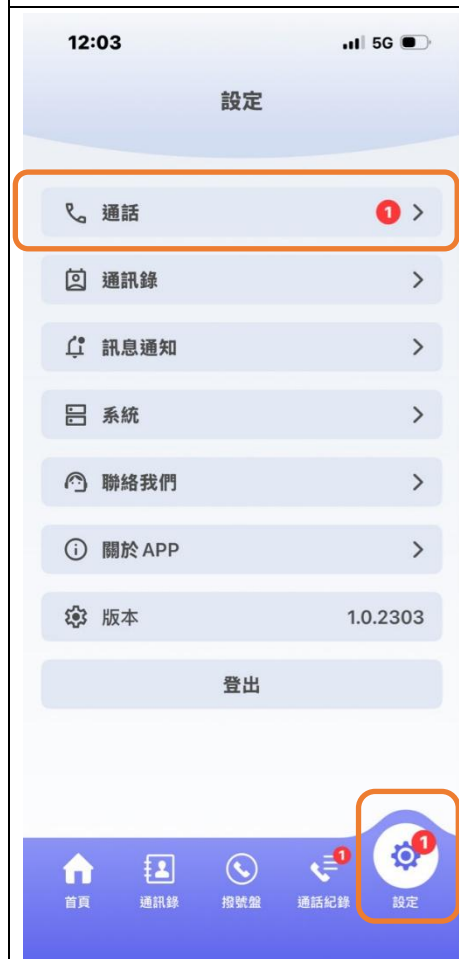 12:03 5G
設定
通話 1
通訊錄
訊息通知
系統
聯絡我們
關於 APP
版本 1.0.2303
登出
1 1
首頁 通訊錄 撥號盤 通話紀錄 設定